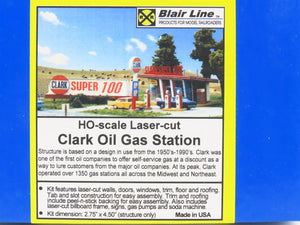 Blair Line™
PRODUCTS FOR MODEL RAILROADERS
CLARK
SUPER 100
HO-scale Laser-cut
Clark Oil Gas Station
Structure is based on a design in use from the 1950's-1990's. Clark was
one of the first oil companies to offer self-service gas at a discount as a
way to lure customers from the major oil companies. At its peak, Clark
operated over 1350 gas stations all across the Midwest and Northeast.
• Kit features laser-cut walls, doors, windows, trim, floor and roofing.
Tab and slot construction for easy assembly. Trim and roofing
include peel-n-stick backing for easy assembly. Also includes
laser-cut billboard frame, signs, gas pumps and soda machine.
• Kit dimension: 2.75" x 4.50" (structure only)
Made in USA